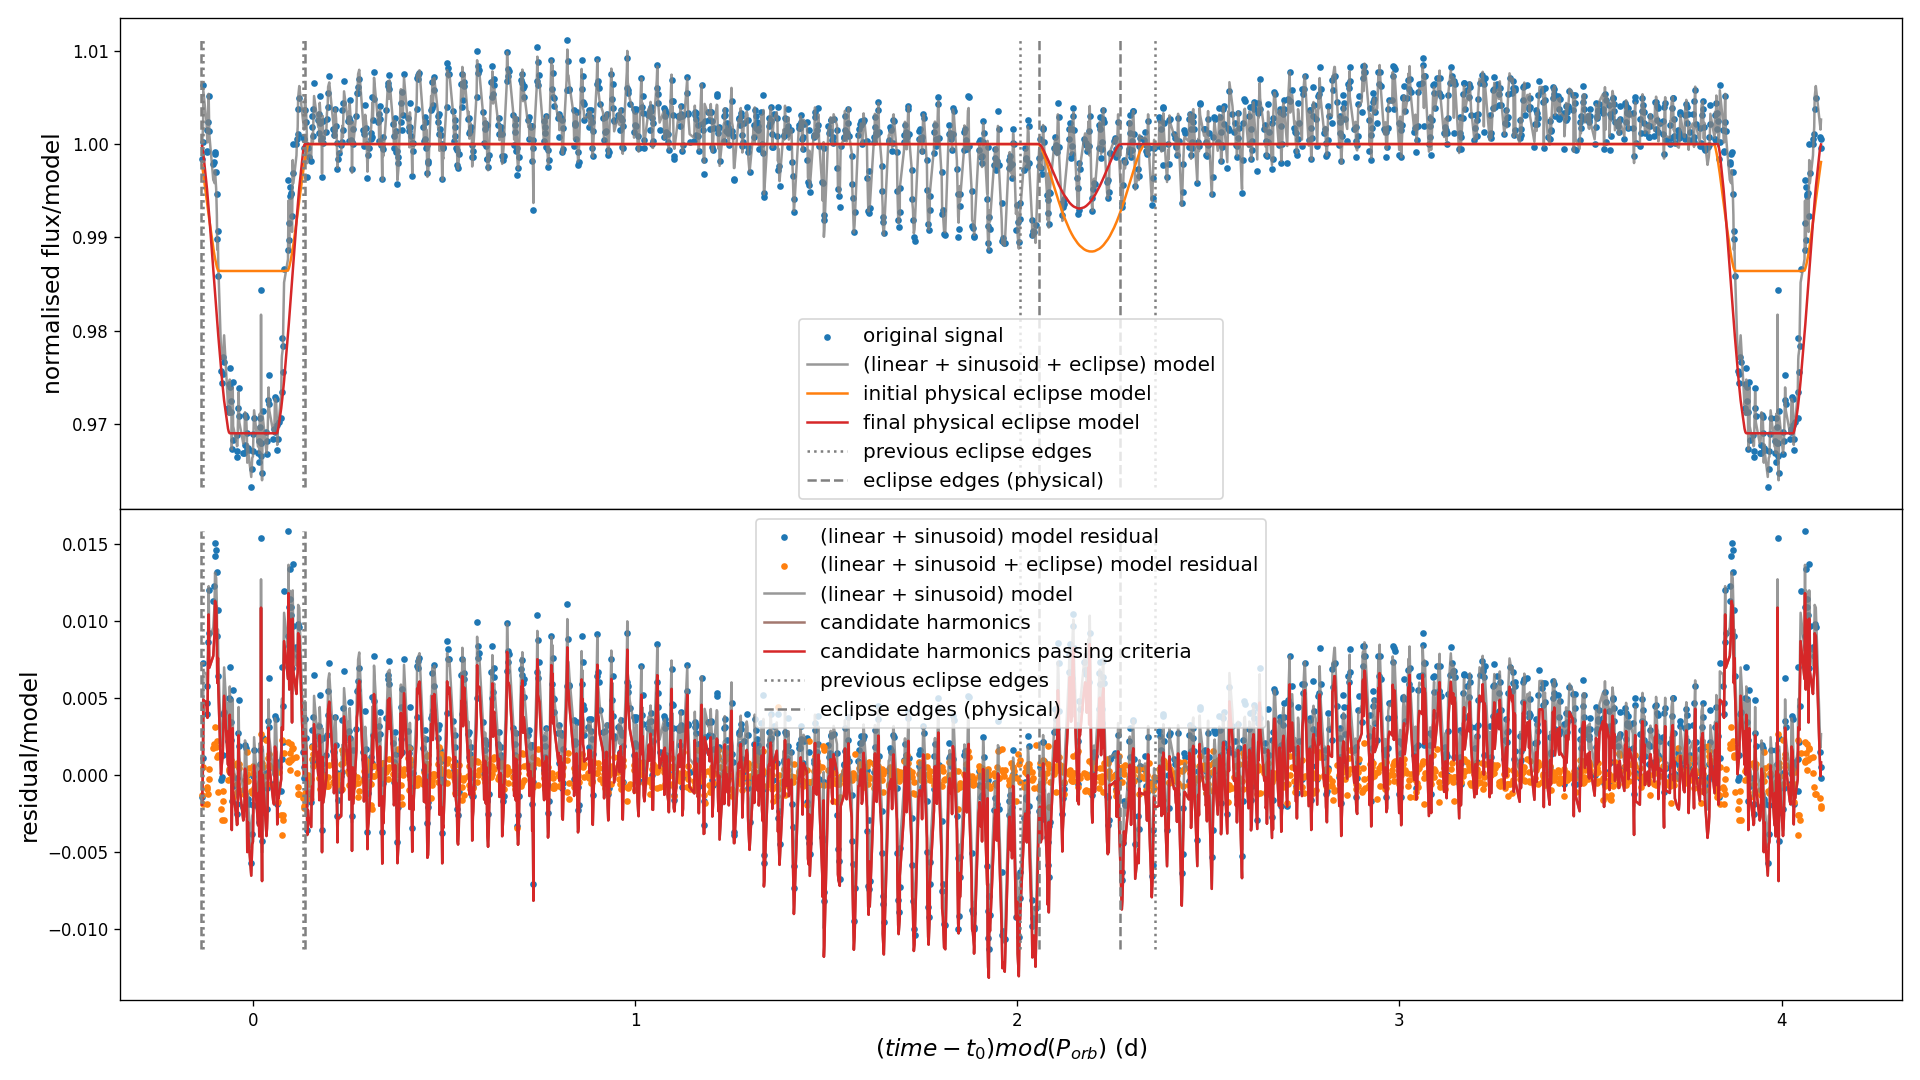 normalised flux/model
1.01
1.00
0.99
0.98
0.97
original signal
(linear + sinusoid + eclipse) model
initial physical eclipse model
final physical eclipse model
previous eclipse edges
eclipse edges (physical)
residual/model
0.015
0.010
0.005
0.000
−0.005
−0.010
(linear + sinusoid) model residual
(linear + sinusoid + eclipse) model residual
(linear + sinusoid) model
candidate harmonics
candidate harmonics passing criteria
previous eclipse edges
eclipse edges (physical)
0 1 2 3 4
(time − t₀)mod(P_orb) (d)